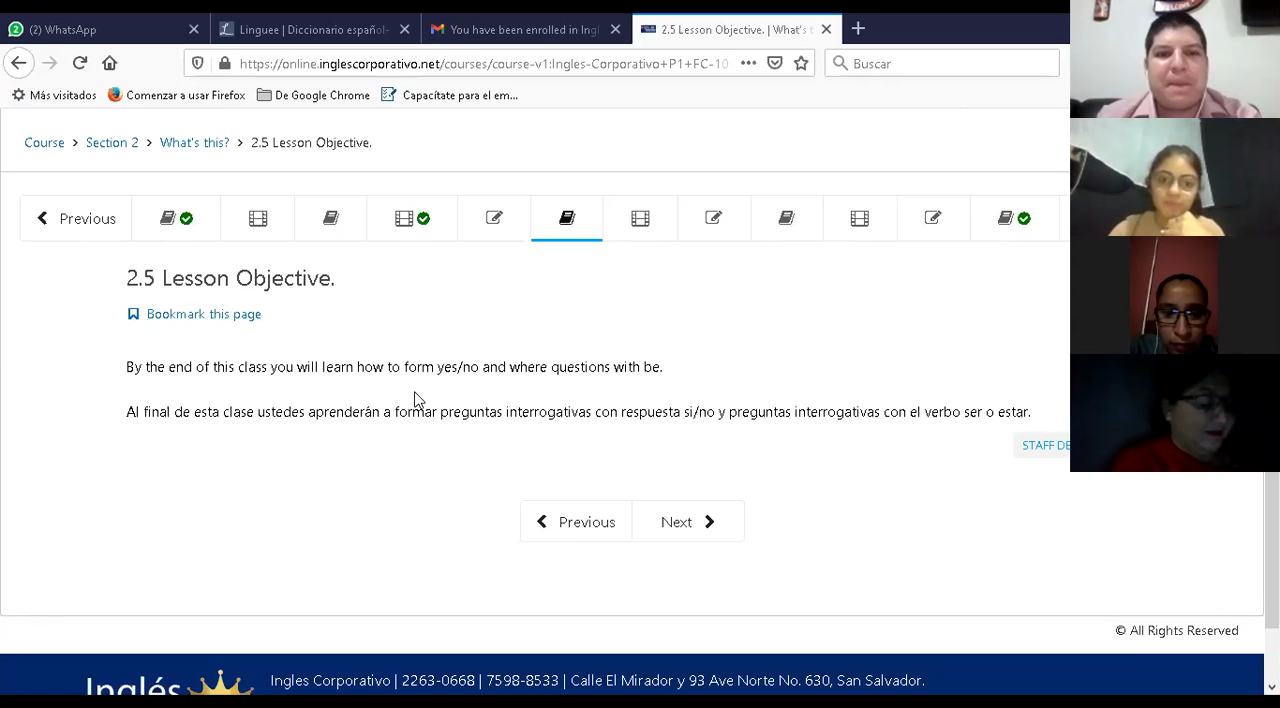 (2) WhatsApp
Linguee | Diccionario español-
You have been enrolled in Ingl
2.5 Lesson Objective. | What's t
https://online.inglescorporativo.net/courses/course-v1:Ingles-Corporativo+P1+FC-10
Buscar
Más visitados
Comenzar a usar Firefox
De Google Chrome
Capacítate para el em...
Course > Section 2 > What's this? > 2.5 Lesson Objective.
Previous
2.5 Lesson Objective.
Bookmark this page
By the end of this class you will learn how to form yes/no and where questions with be.
Al final de esta clase ustedes aprenderán a formar preguntas interrogativas con respuesta si/no y preguntas interrogativas con el verbo ser o estar.
STAFF DE
Previous
Next
© All Rights Reserved
Inglés
Ingles Corporativo | 2263-0668 | 7598-8533 | Calle El Mirador y 93 Ave Norte No. 630, San Salvador.